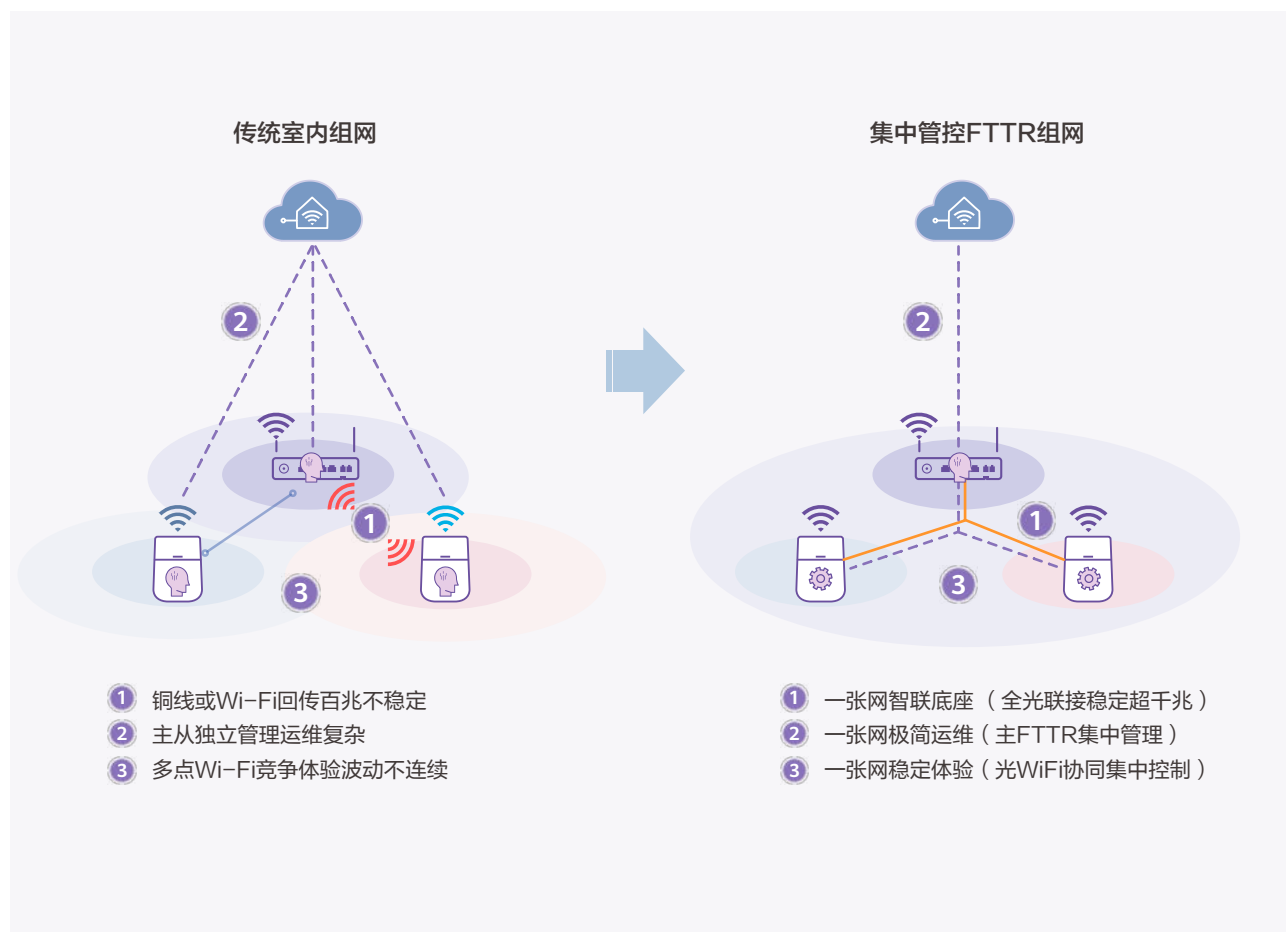 传统室内组网
集中管控FTTR组网
2
2
1
1
3
3
1 铜线或Wi-Fi回传百兆不稳定
2 主从独立管理运维复杂
3 多点Wi-Fi竞争体验波动不连续
1 一张网智联底座（全光联接稳定超千兆）
2 一张网极简运维（主FTTR集中管理）
3 一张网稳定体验（光WiFi协同集中控制）